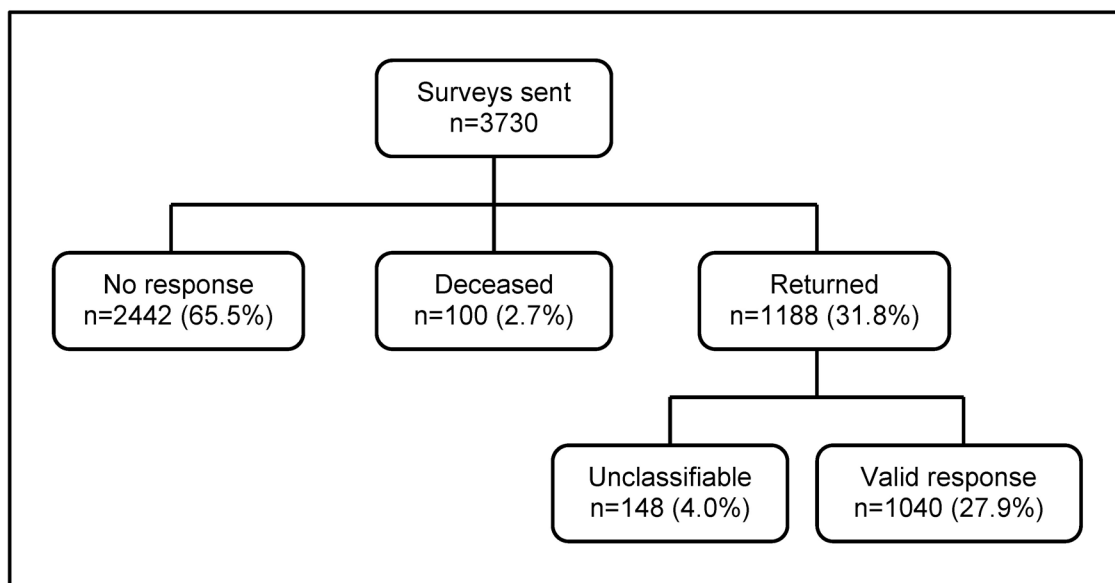 Surveys sent
n=3730
No response
n=2442 (65.5%)
Deceased
n=100 (2.7%)
Returned
n=1188 (31.8%)
Unclassifiable
n=148 (4.0%)
Valid response
n=1040 (27.9%)